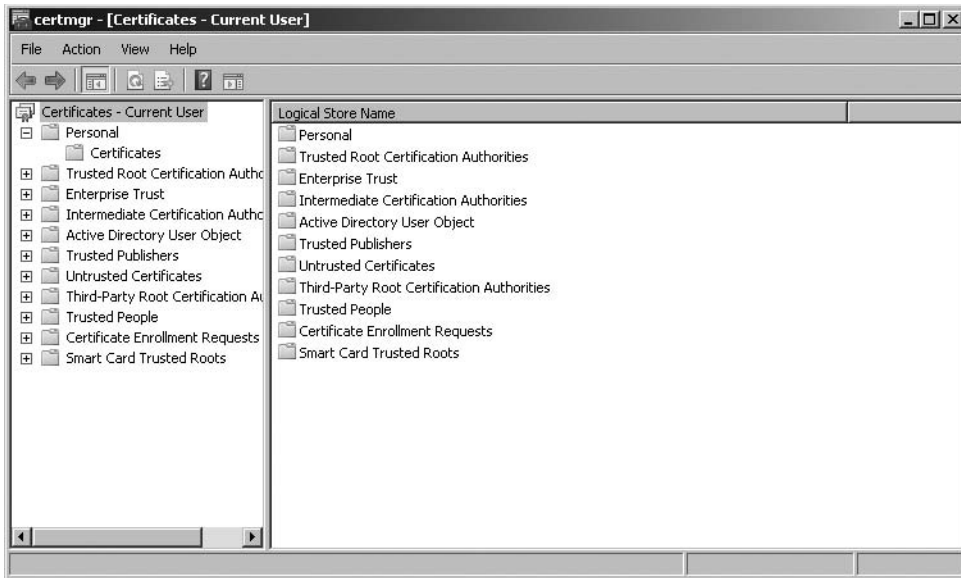 certmgr - [Certificates - Current User]
File Action View Help
Certificates - Current User
Personal
Certificates
Trusted Root Certification Autho
Enterprise Trust
Intermediate Certification Autho
Active Directory User Object
Trusted Publishers
Untrusted Certificates
Third-Party Root Certification Au
Trusted People
Certificate Enrollment Requests
Smart Card Trusted Roots
Logical Store Name
Personal
Trusted Root Certification Authorities
Enterprise Trust
Intermediate Certification Authorities
Active Directory User Object
Trusted Publishers
Untrusted Certificates
Third-Party Root Certification Authorities
Trusted People
Certificate Enrollment Requests
Smart Card Trusted Roots